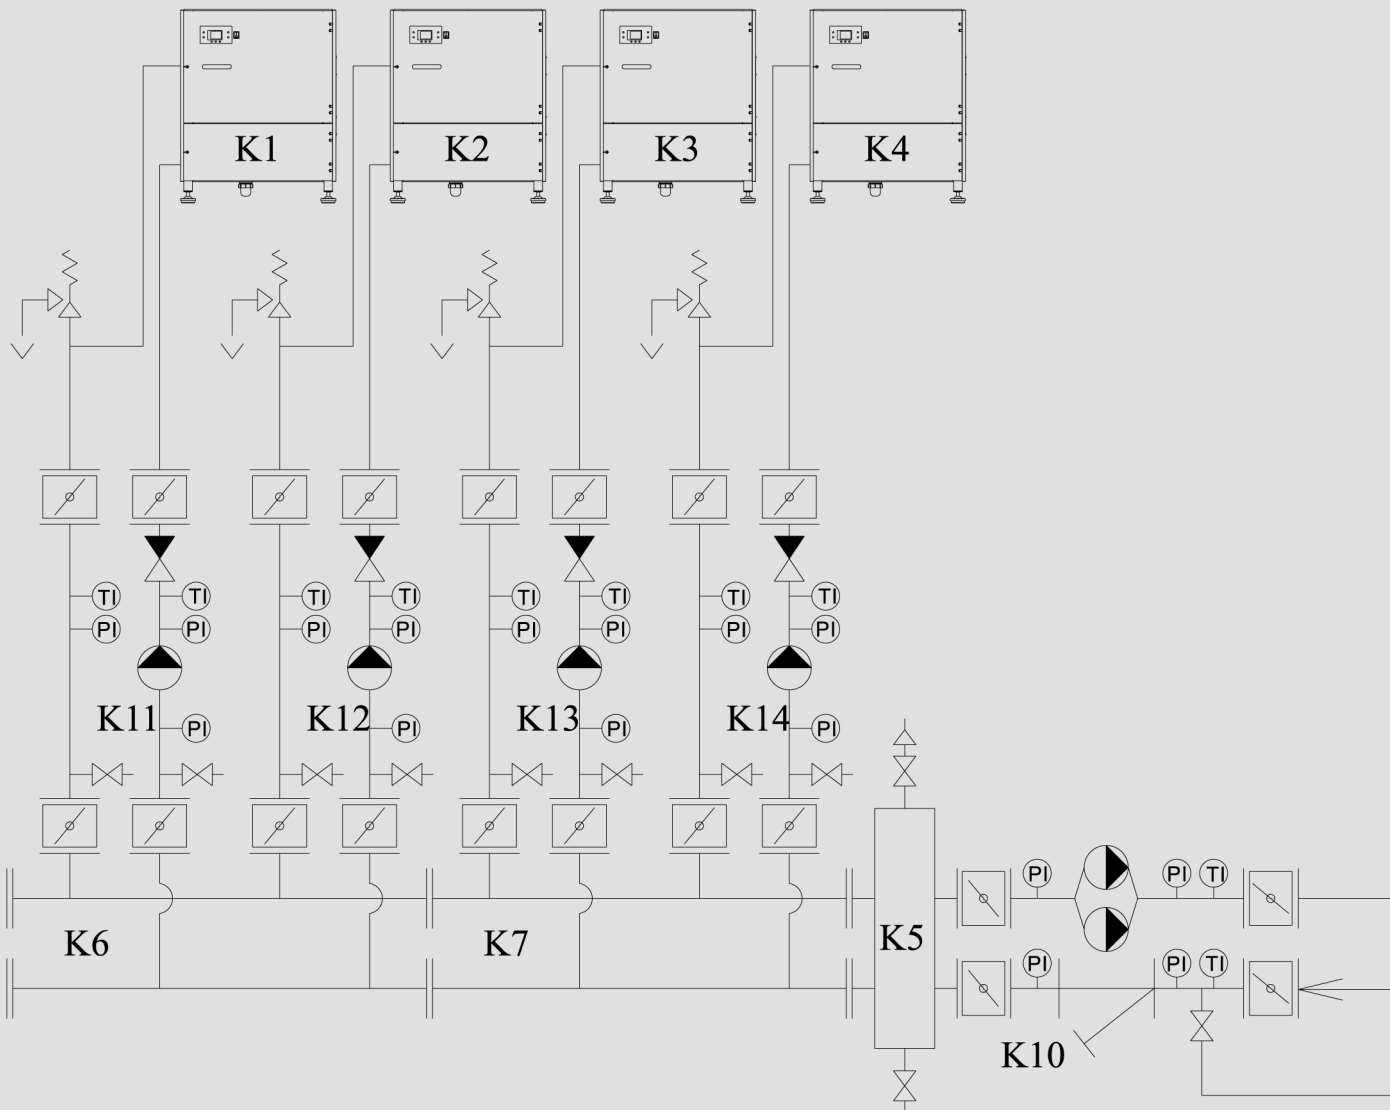 K1 K2 K3 K4
TI TI TI TI TI TI TI TI
PI PI PI PI PI PI PI PI
K11 PI K12 PI K13 PI K14 PI
PI PI TI
K6 K7 K5
PI PI TI
K10